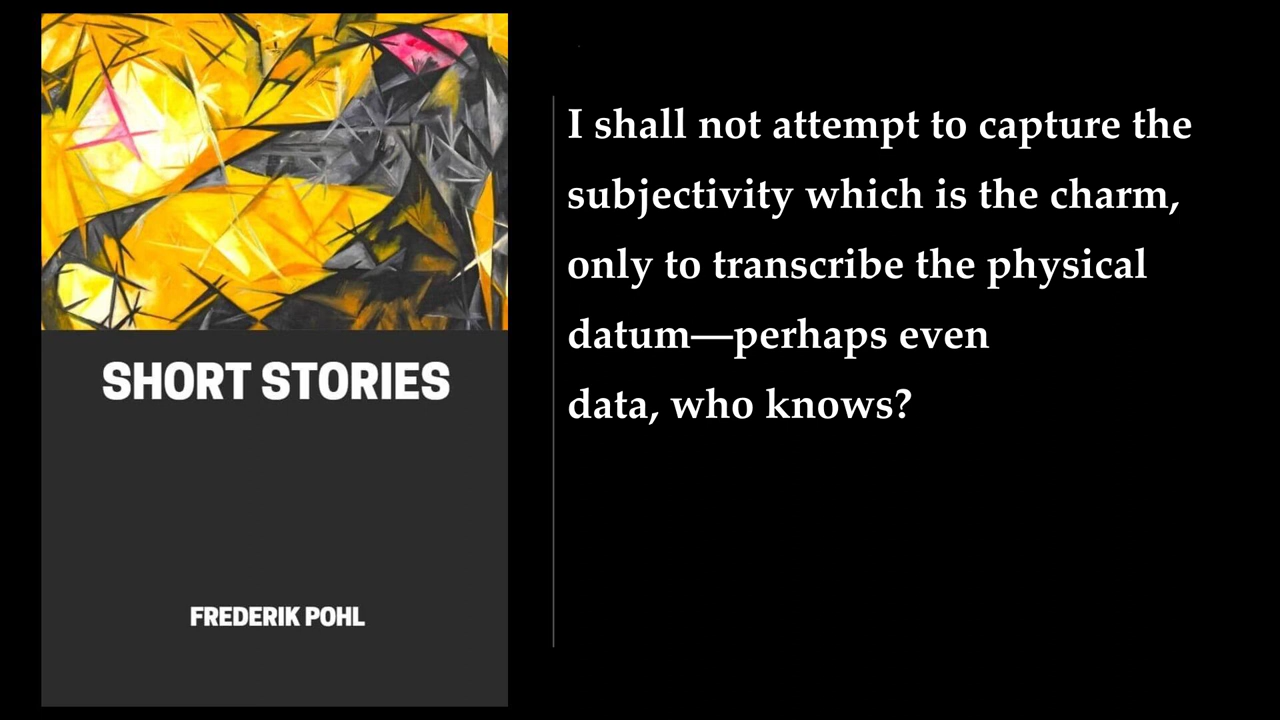 SHORT STORIES
FREDERIK POHL
I shall not attempt to capture the
subjectivity which is the charm,
only to transcribe the physical
datum—perhaps even
data, who knows?